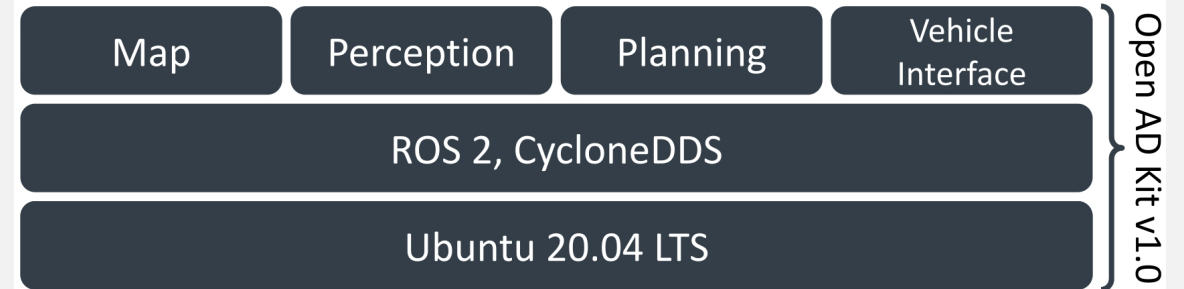 Map
Perception
Planning
Vehicle
Interface
ROS 2, CycloneDDS
Ubuntu 20.04 LTS
Open AD Kit v1.0